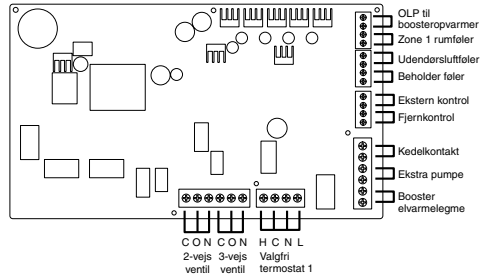 OLP til
boosteropvarmer
Zone 1 rumføler
Udendørsluftføler
Beholder føler
Ekstern kontrol
Fjernkontrol
Kedelkontakt
Ekstra pumpe
Booster
elvarmelegme
C O N C O N H C N L
2-vejs
ventil
3-vejs
ventil
Valgfri
termostat 1